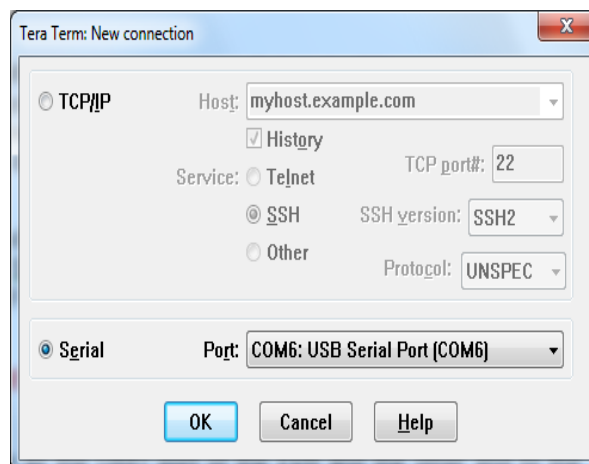 Tera Term: New connection
TCP/IP
Host: myhost.example.com
History
Service: Telnet
TCP port#: 22
SSH
SSH version: SSH2
Other
Protocol: UNSPEC
Serial
Port: COM6: USB Serial Port (COM6)
OK Cancel Help